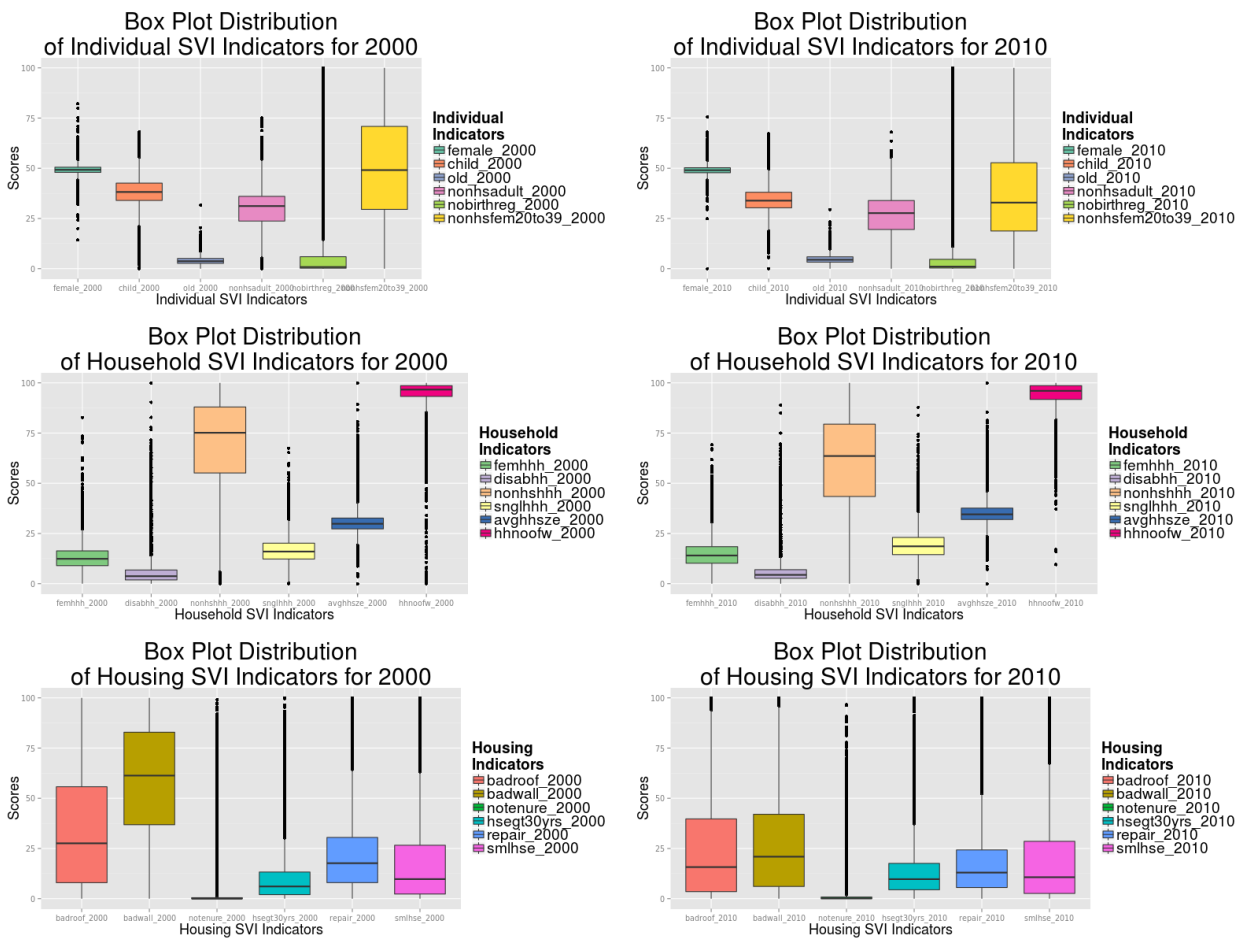 Box Plot Distribution
of Individual SVI Indicators for 2000
100
75
50
25
0
Scores
female_2000 child_2000 old_2000 nonhsadult_2000 nobirthreg_2000 nonhsfem20to39_2000
Individual SVI Indicators
Individual
Indicators
female_2000
child_2000
old_2000
nonhsadult_2000
nobirthreg_2000
nonhsfem20to39_2000
Box Plot Distribution
of Individual SVI Indicators for 2010
100
75
50
25
0
Scores
female_2010 child_2010 old_2010 nonhsadult_2010 nobirthreg_2010 nonhsfem20to39_2010
Individual SVI Indicators
Individual
Indicators
female_2010
child_2010
old_2010
nonhsadult_2010
nobirthreg_2010
nonhsfem20to39_2010
Box Plot Distribution
of Household SVI Indicators for 2000
100
75
50
25
0
Scores
femhhh_2000 disabhh_2000 nonhshhh_2000 snglhhh_2000 avghhsze_2000 hhnoofw_2000
Household SVI Indicators
Household
Indicators
femhhh_2000
disabhh_2000
nonhshhh_2000
snglhhh_2000
avghhsze_2000
hhnoofw_2000
Box Plot Distribution
of Household SVI Indicators for 2010
100
75
50
25
0
Scores
femhhh_2010 disabhh_2010 nonhshhh_2010 snglhhh_2010 avghhsze_2010 hhnoofw_2010
Household SVI Indicators
Household
Indicators
femhhh_2010
disabhh_2010
nonhshhh_2010
snglhhh_2010
avghhsze_2010
hhnoofw_2010
Box Plot Distribution
of Housing SVI Indicators for 2000
100
75
50
25
0
Scores
badroof_2000 badwall_2000 notenure_2000 hsegt30yrs_2000 repair_2000 smlhse_2000
Housing SVI Indicators
Housing
Indicators
badroof_2000
badwall_2000
notenure_2000
hsegt30yrs_2000
repair_2000
smlhse_2000
Box Plot Distribution
of Housing SVI Indicators for 2010
100
75
50
25
0
Scores
badroof_2010 badwall_2010 notenure_2010 hsegt30yrs_2010 repair_2010 smlhse_2010
Housing SVI Indicators
Housing
Indicators
badroof_2010
badwall_2010
notenure_2010
hsegt30yrs_2010
repair_2010
smlhse_2010